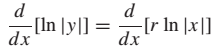 d/dx [ln |y|] = d/dx [r ln |x|]